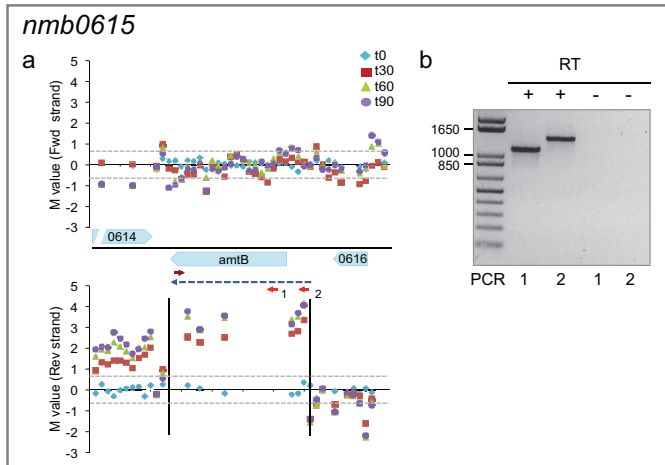 nmb0615
a
t0
t30
t60
t90
M value (Fwd strand)
5
4
3
2
1
0
-1
-2
-3
0614
amtB
0616
1
2
M value (Rev strand)
5
4
3
2
1
0
-1
-2
-3
b
RT
+ + - -
1650
1000
850
PCR 1 2 1 2